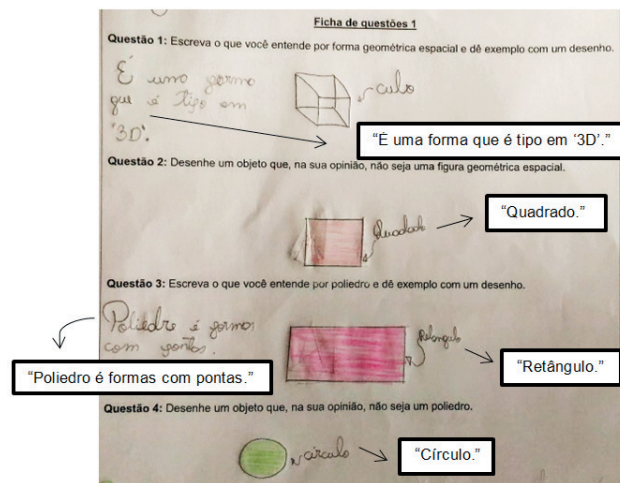 Ficha de questões 1
Questão 1: Escreva o que você entende por forma geométrica espacial e dê exemplo com um desenho.
É uma forma
que é tipo em
"3D".
cubo
“É uma forma que é tipo em ‘3D’.”
Questão 2: Desenhe um objeto que, na sua opinião, não seja uma figura geométrica espacial.
Quadrado
“Quadrado.”
Questão 3: Escreva o que você entende por poliedro e dê exemplo com um desenho.
Poliedro é formas
com pontas.
Retângulo
“Retângulo.”
“Poliedro é formas com pontas.”
Questão 4: Desenhe um objeto que, na sua opinião, não seja um poliedro.
círculo
“Círculo.”